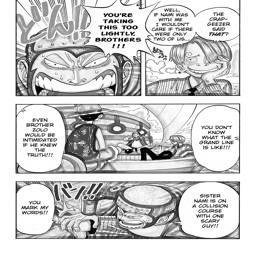 YOU'RE
TAKING
THIS TOO
LIGHTLY,
BROTHERS
!!!
THE
CRAP-
GEEZER
SAID
THAT?
WELL,
IF NAMI WAS
WITH ME
I WOULDN'T
CARE IF THERE
WERE ONLY
TWO OF US.
YOU DON'T
KNOW WHAT
THE GRAND
LINE IS
LIKE!!!
EVEN
BROTHER
ZOLO
WOULD BE
INTIMIDATED
IF HE KNEW
THE
TRUTH!!!
SISTER
NAMI IS ON
A COLLISION
COURSE
WITH ONE
SCARY
GUY!!
YOU MARK
MY
WORDS!!